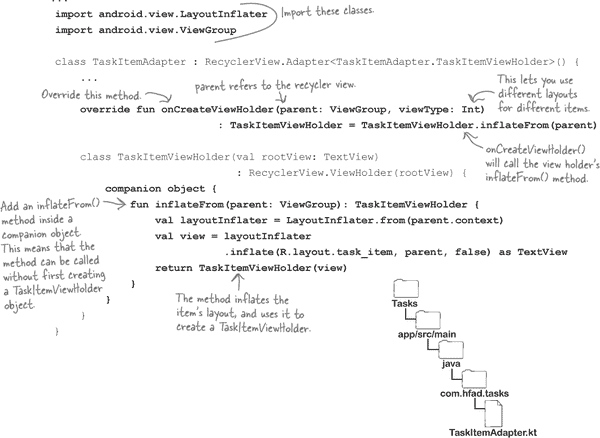 ...
import android.view.LayoutInflater
import android.view.ViewGroup
Import these classes.
class TaskItemAdapter : RecyclerView.Adapter<TaskItemAdapter.TaskItemViewHolder>() {
...
Override this method.
parent refers to the recycler view.
This lets you use
different layouts
for different items.
override fun onCreateViewHolder(parent: ViewGroup, viewType: Int)
: TaskItemViewHolder = TaskItemViewHolder.inflateFrom(parent)
onCreateViewHolder()
will call the view holder's
inflateFrom() method.
class TaskItemViewHolder(val rootView: TextView)
: RecyclerView.ViewHolder(rootView) {
companion object {
fun inflateFrom(parent: ViewGroup): TaskItemViewHolder {
val layoutInflater = LayoutInflater.from(parent.context)
val view = layoutInflater
.inflate(R.layout.task_item, parent, false) as TextView
return TaskItemViewHolder(view)
}
}
}
}
Add an inflateFrom()
method inside a
companion object.
This means that the
method can be called
without first creating
a TaskItemViewHolder
object.
The method inflates the
item's layout, and uses it to
create a TaskItemViewHolder.
Tasks
app/src/main
java
com.hfad.tasks
TaskItemAdapter.kt